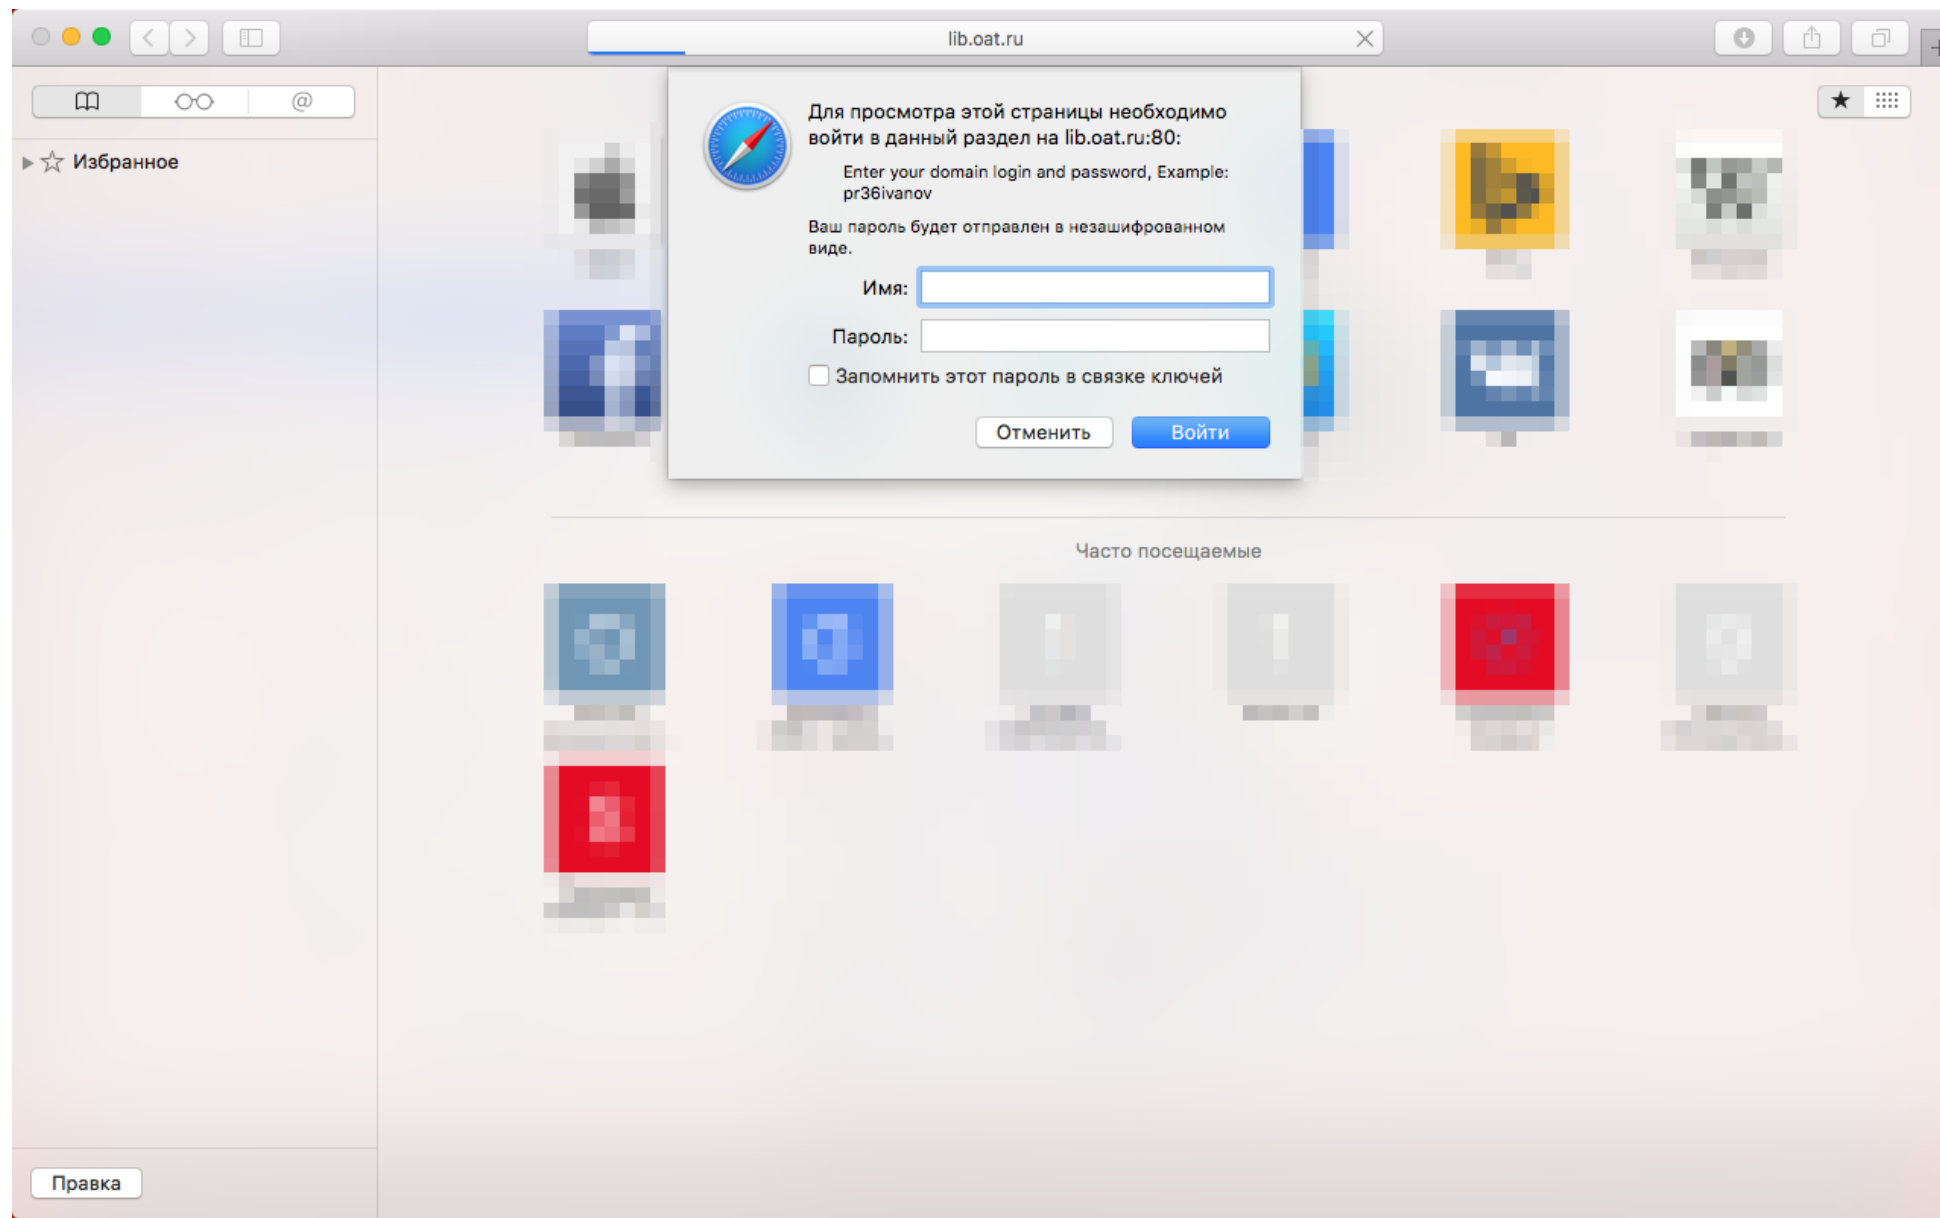 lib.oat.ru
@
Для просмотра этой страницы необходимо
войти в данный раздел на lib.oat.ru:80:
Enter your domain login and password, Example:
pr36ivanov
Ваш пароль будет отправлен в незашифрованном
виде.
Имя:
Пароль:
Запомнить этот пароль в связке ключей
Отменить
Войти
Избранное
Часто посещаемые
Правка